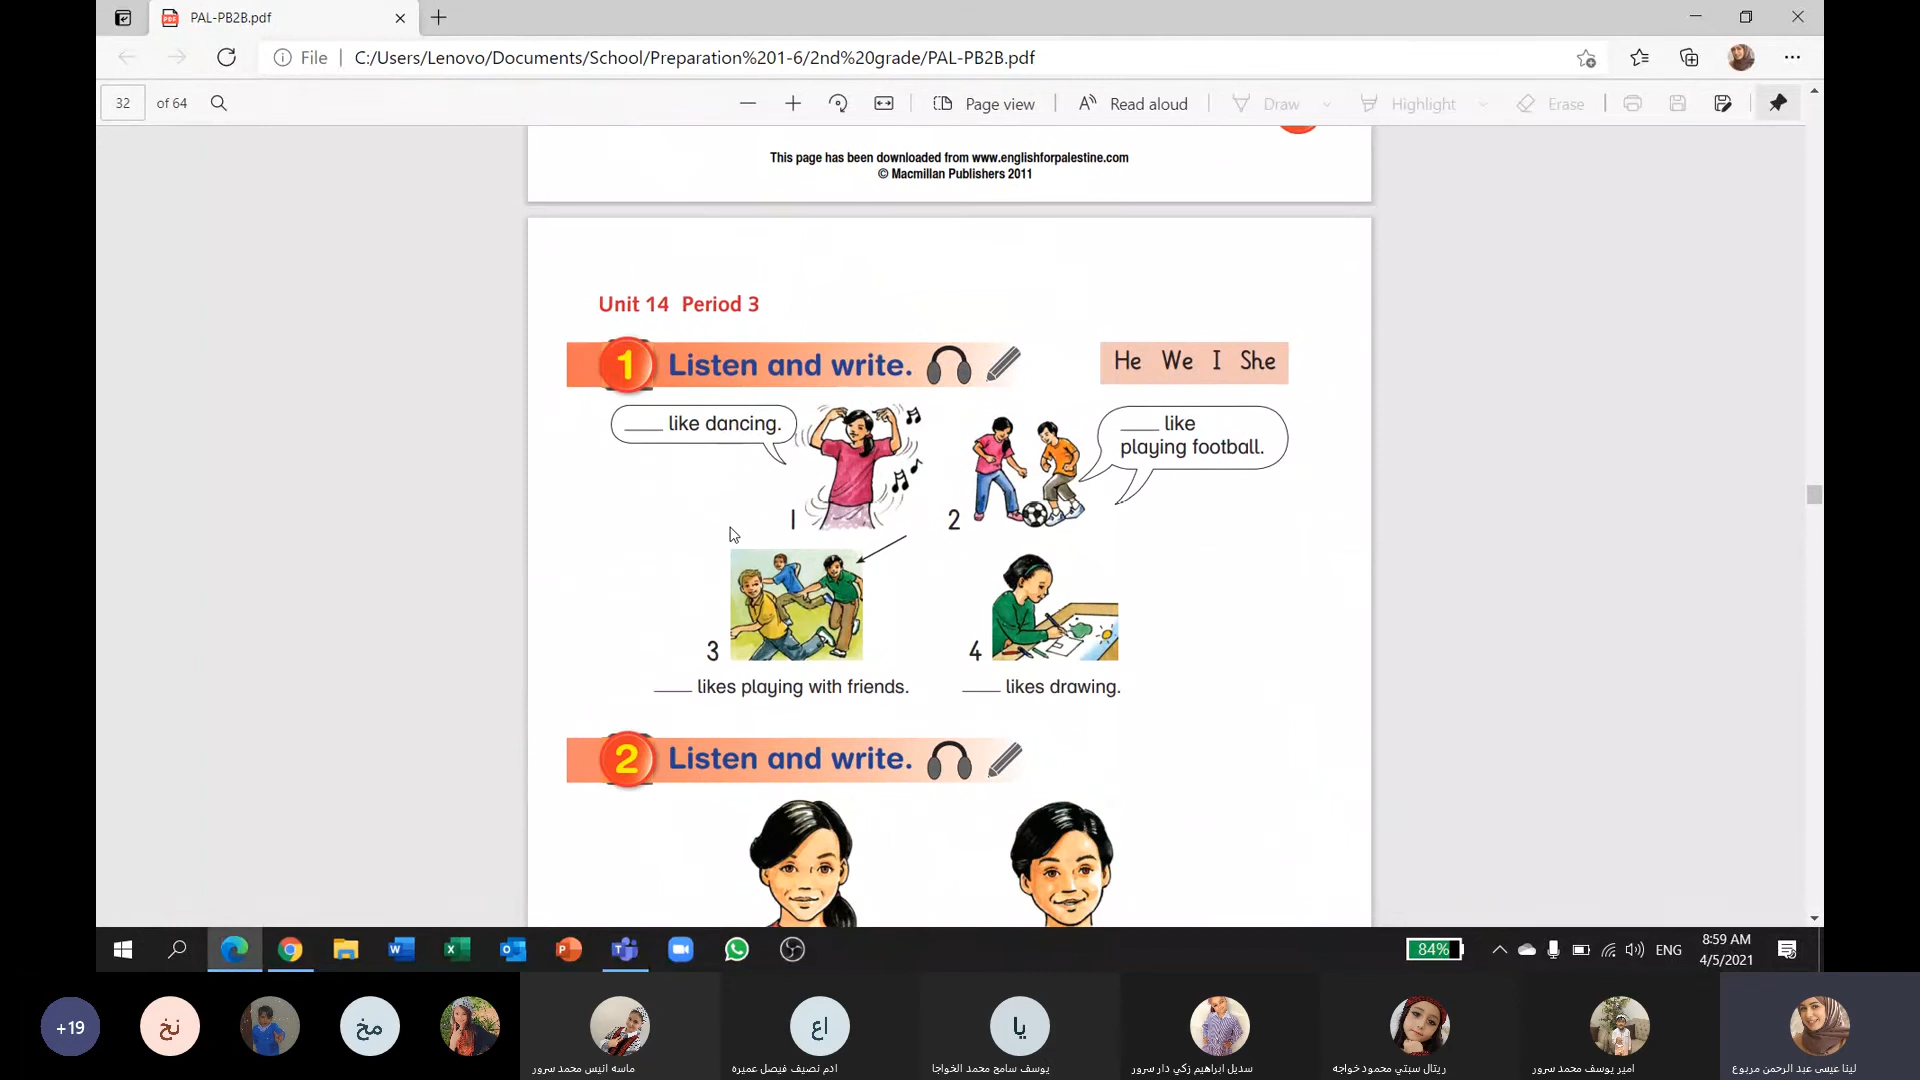 PAL-PB2B.pdf
File C:/Users/Lenovo/Documents/School/Preparation%201-6/2nd%20grade/PAL-PB2B.pdf
32 of 64
Page view
Read aloud
Draw
Highlight
Erase
This page has been downloaded from www.englishforpalestine.com
© Macmillan Publishers 2011
Unit 14 Period 3
1 Listen and write.
He We I She
____ like dancing.
____ like
playing football.
1
2
3
4
____ likes playing with friends.
____ likes drawing.
2 Listen and write.
84%
ENG
8:59 AM
4/5/2021
+19
نخ
مخ
اع
يا
ماسه انيس محمد سرور
ادم نصيف فيصل عميره
يوسف سامح محمد الخواجا
سديل ابراهيم زكي دار سرور
ريتال سبتي محمود خواجه
امير يوسف محمد سرور
لينا عيسى عبد الرحمن مربوع